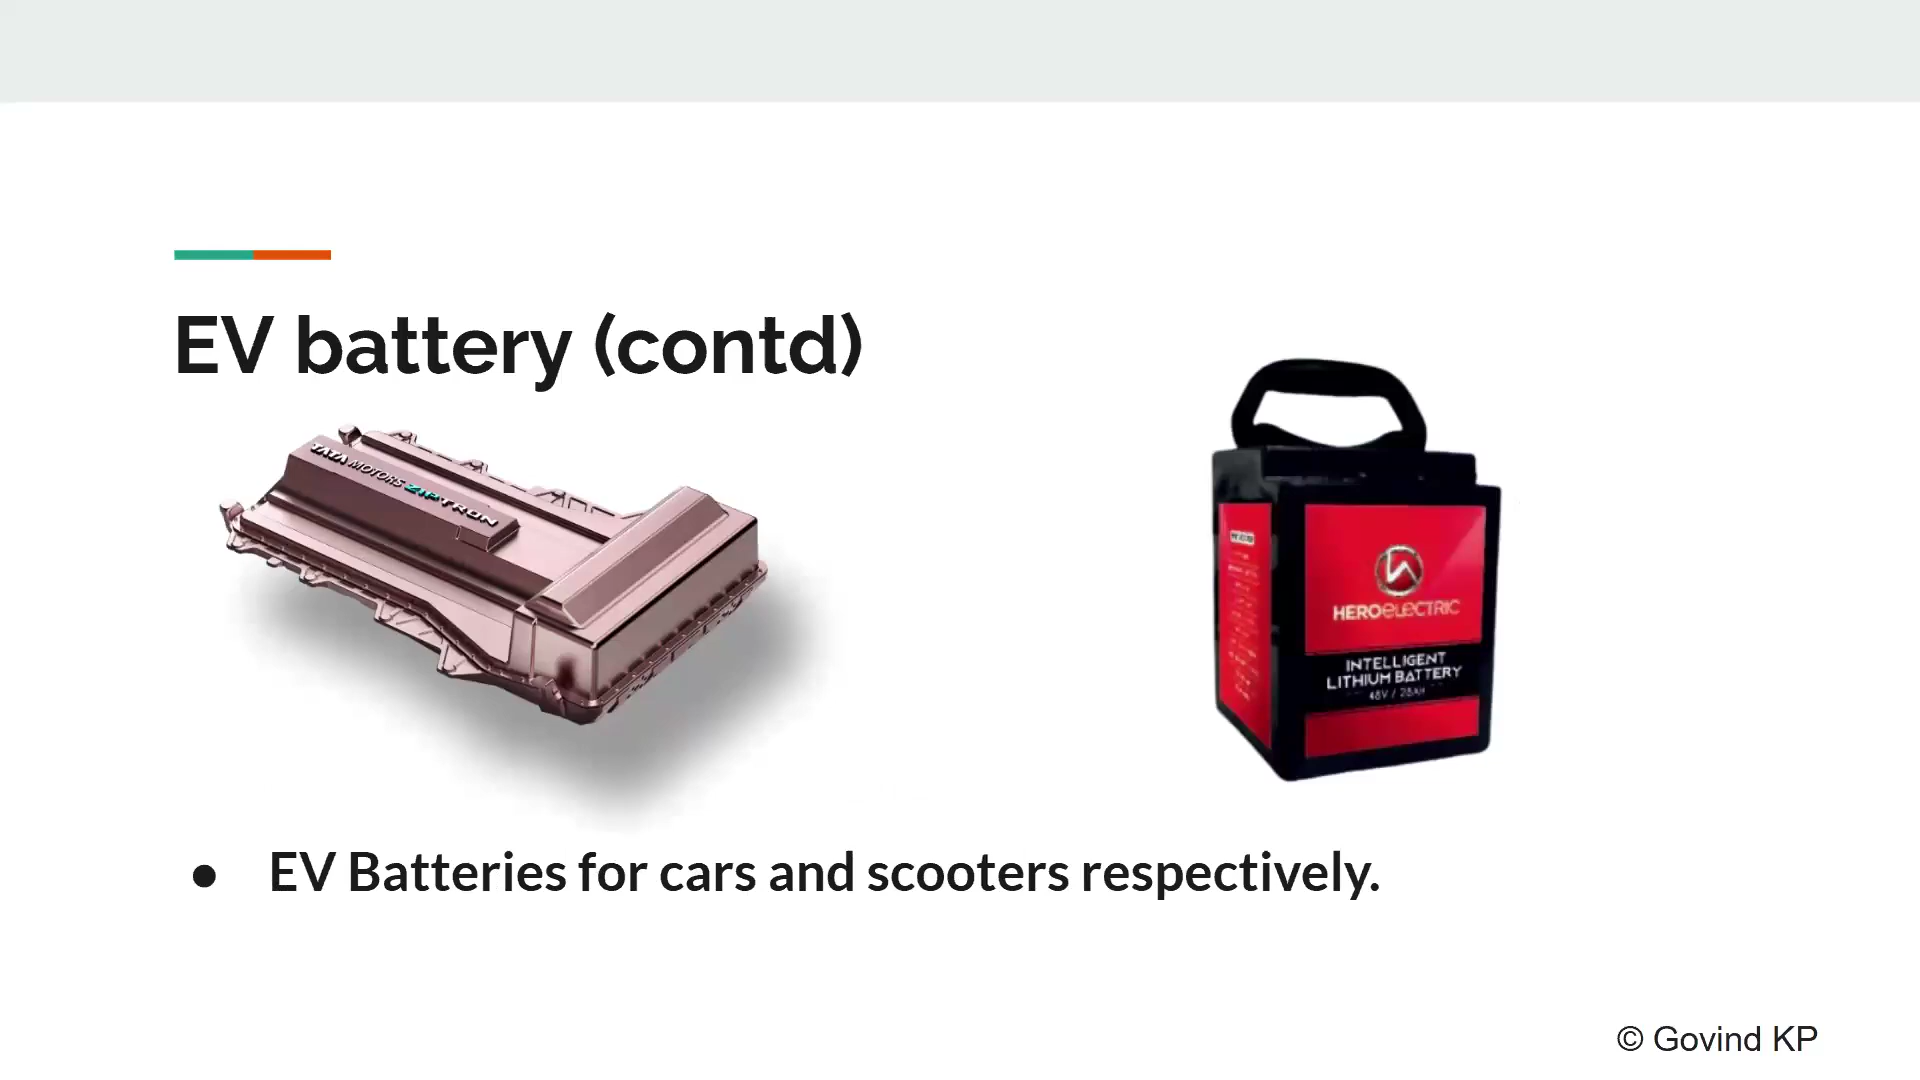 EV battery (contd)
TATA MOTORS ZIPTRON
HEROELECTRIC
INTELLIGENT
LITHIUM BATTERY
48V / 28AH
● EV Batteries for cars and scooters respectively.
© Govind KP